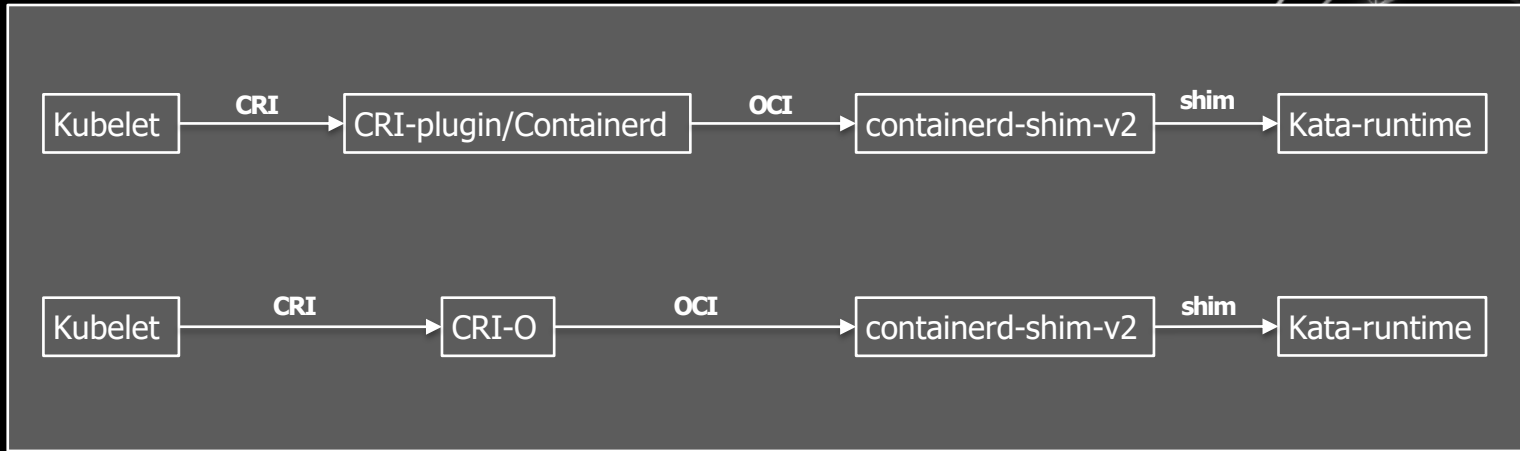 Kubelet CRI CRI-plugin/Containerd OCI containerd-shim-v2 shim Kata-runtime
Kubelet CRI CRI-O OCI containerd-shim-v2 shim Kata-runtime